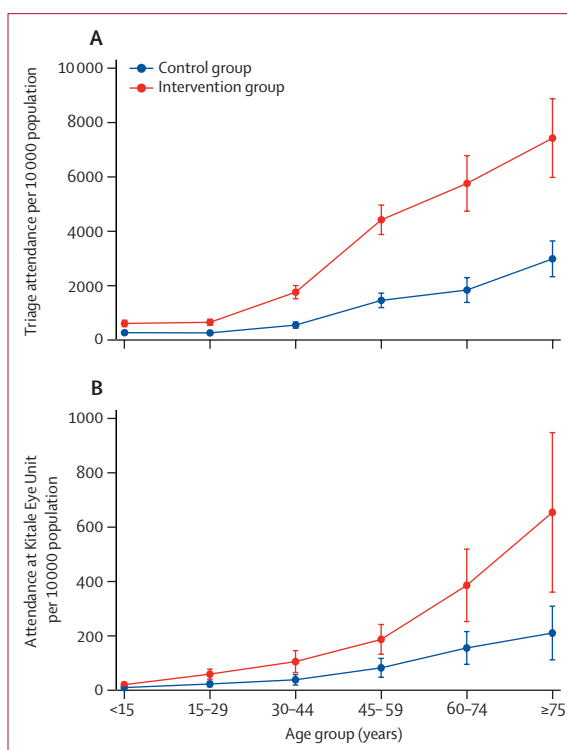 A
Control group
Intervention group
10 000
8000
6000
4000
2000
0
Triage attendance per 10 000 population
B
1000
800
600
400
200
0
Attendance at Kitale Eye Unit
per 10 000 population
<15
15–29
30–44
45–59
60–74
≥75
Age group (years)